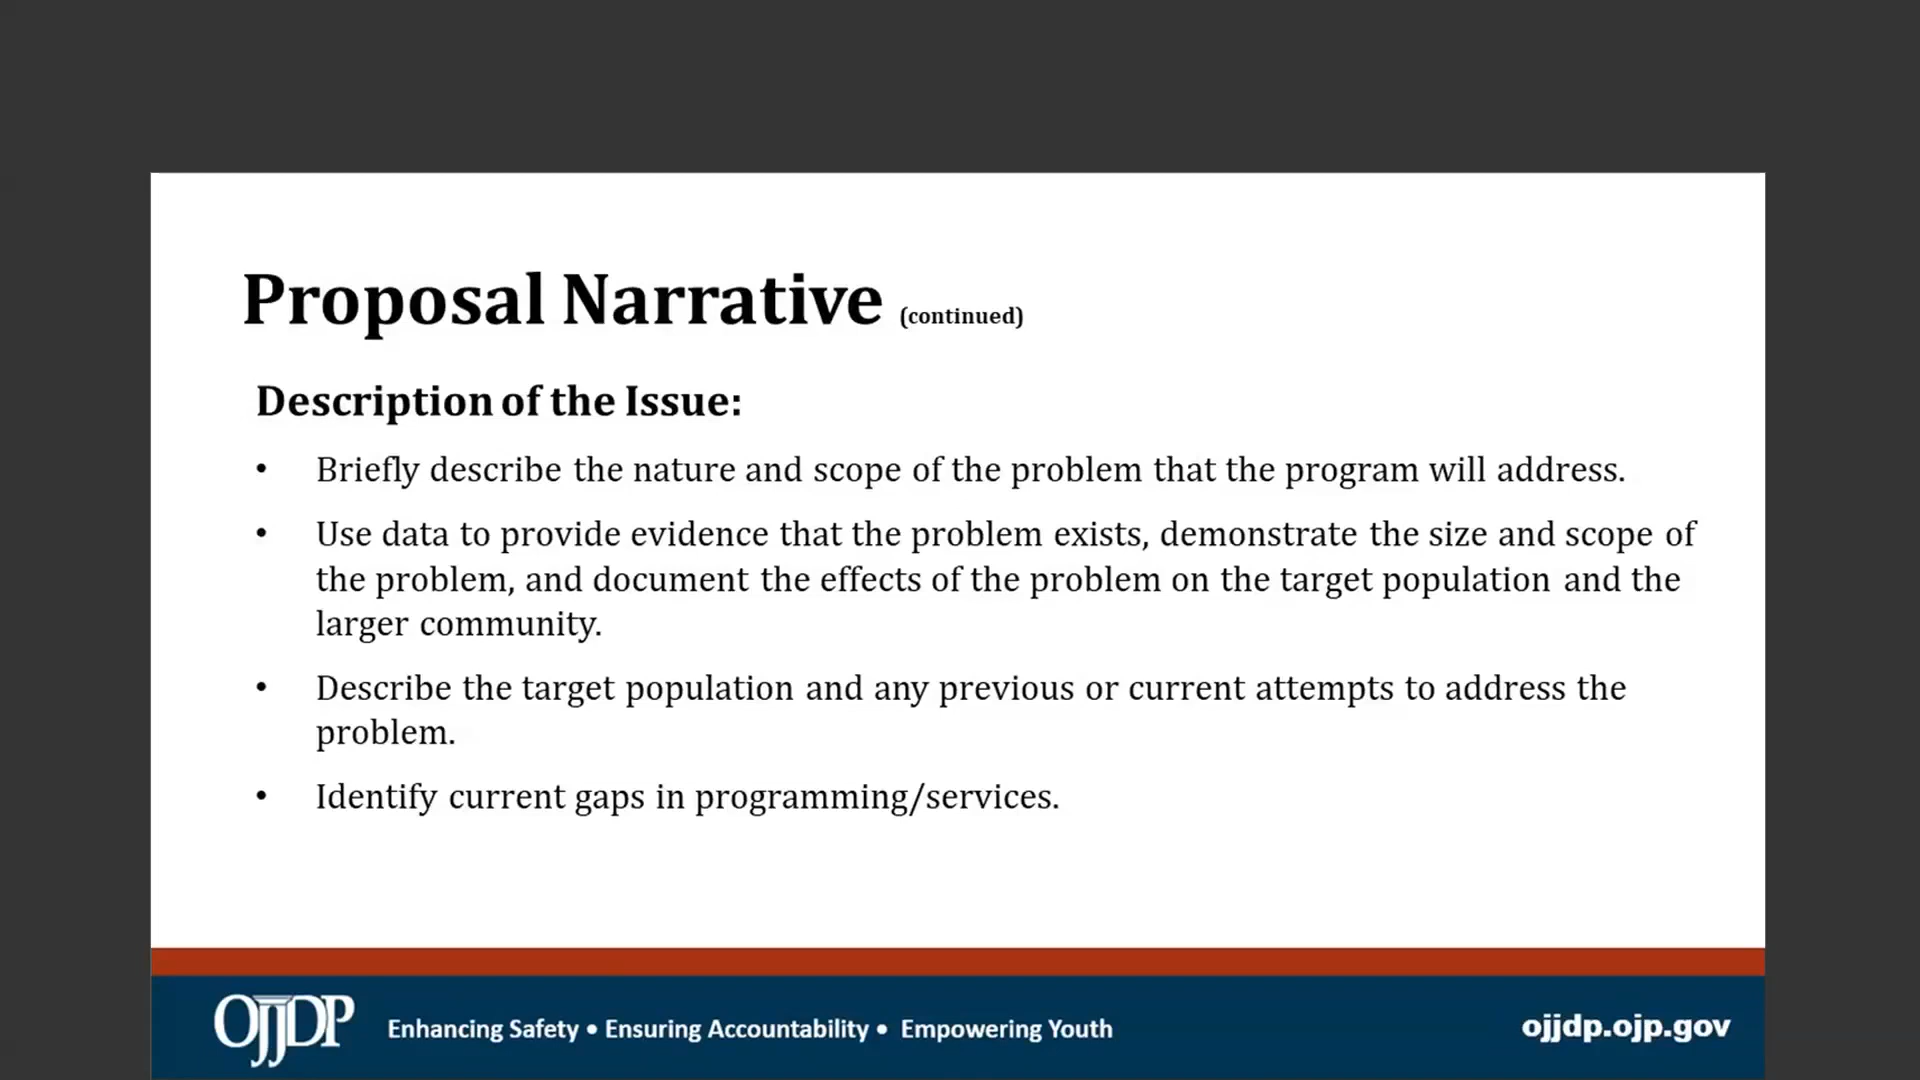 Proposal Narrative (continued)
Description of the Issue:
• Briefly describe the nature and scope of the problem that the program will address.
• Use data to provide evidence that the problem exists, demonstrate the size and scope of
the problem, and document the effects of the problem on the target population and the
larger community.
• Describe the target population and any previous or current attempts to address the
problem.
• Identify current gaps in programming/services.
OJJDP Enhancing Safety • Ensuring Accountability • Empowering Youth ojjdp.ojp.gov